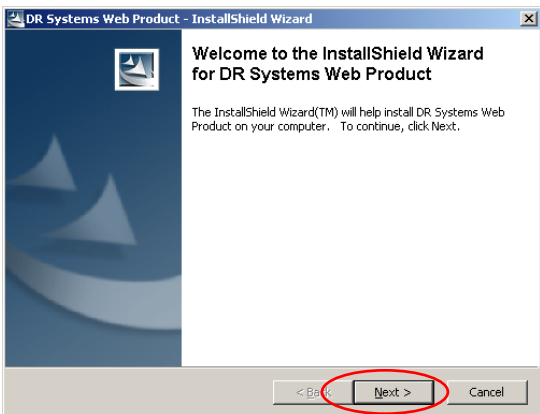 DR Systems Web Product - InstallShield Wizard
Welcome to the InstallShield Wizard
for DR Systems Web Product
The InstallShield Wizard(TM) will help install DR Systems Web
Product on your computer.   To continue, click Next.
< Back
Next >
Cancel